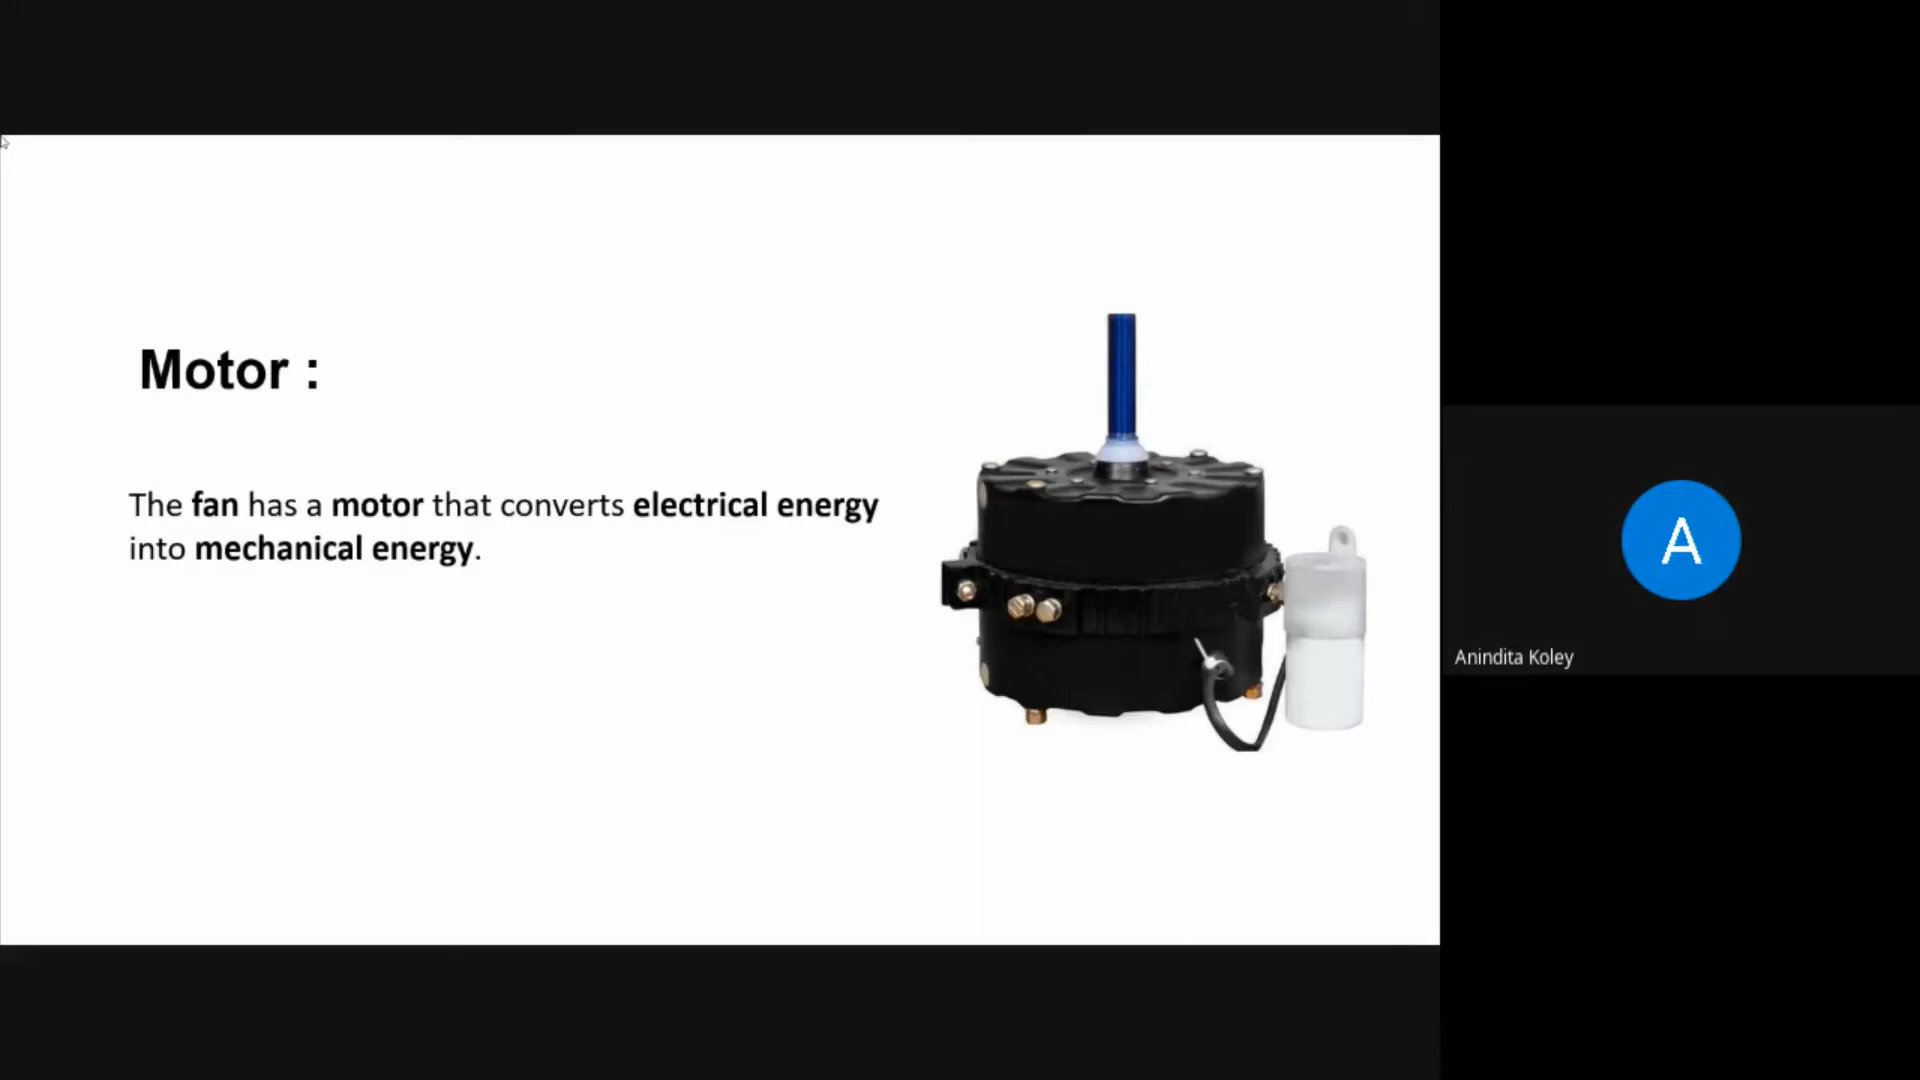 Motor :
The fan has a motor that converts electrical energy
into mechanical energy.
A
Anindita Koley